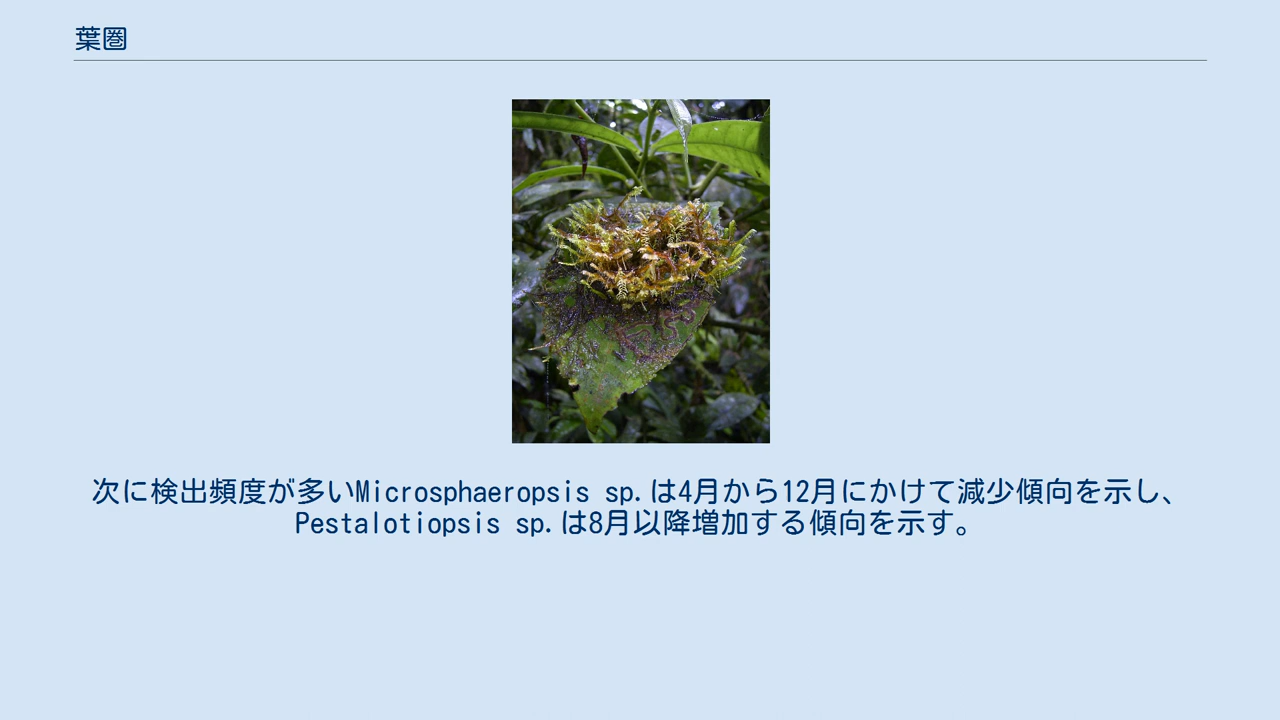 葉圏
次に検出頻度が多いMicrosphaeropsis sp.は4月から12月にかけて減少傾向を示し、
Pestalotiopsis sp.は8月以降増加する傾向を示す。